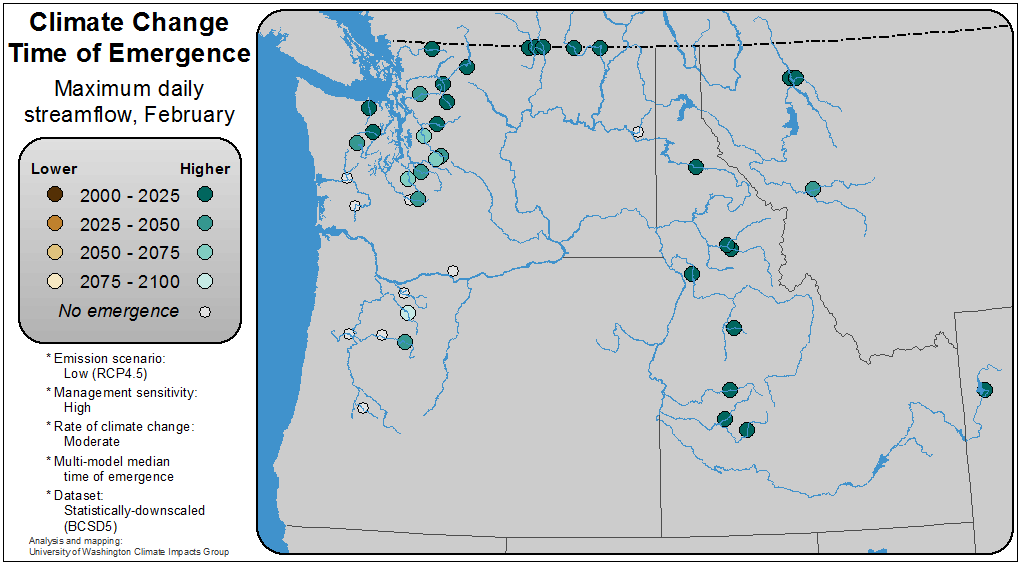 Climate Change
Time of Emergence
Maximum daily
streamflow, February
Lower Higher
2000 - 2025
2025 - 2050
2050 - 2075
2075 - 2100
No emergence
* Emission scenario:
Low (RCP4.5)
* Management sensitivity:
High
* Rate of climate change:
Moderate
* Multi-model median
time of emergence
* Dataset:
Statistically-downscaled
(BCSD5)
Analysis and mapping:
University of Washington Climate Impacts Group